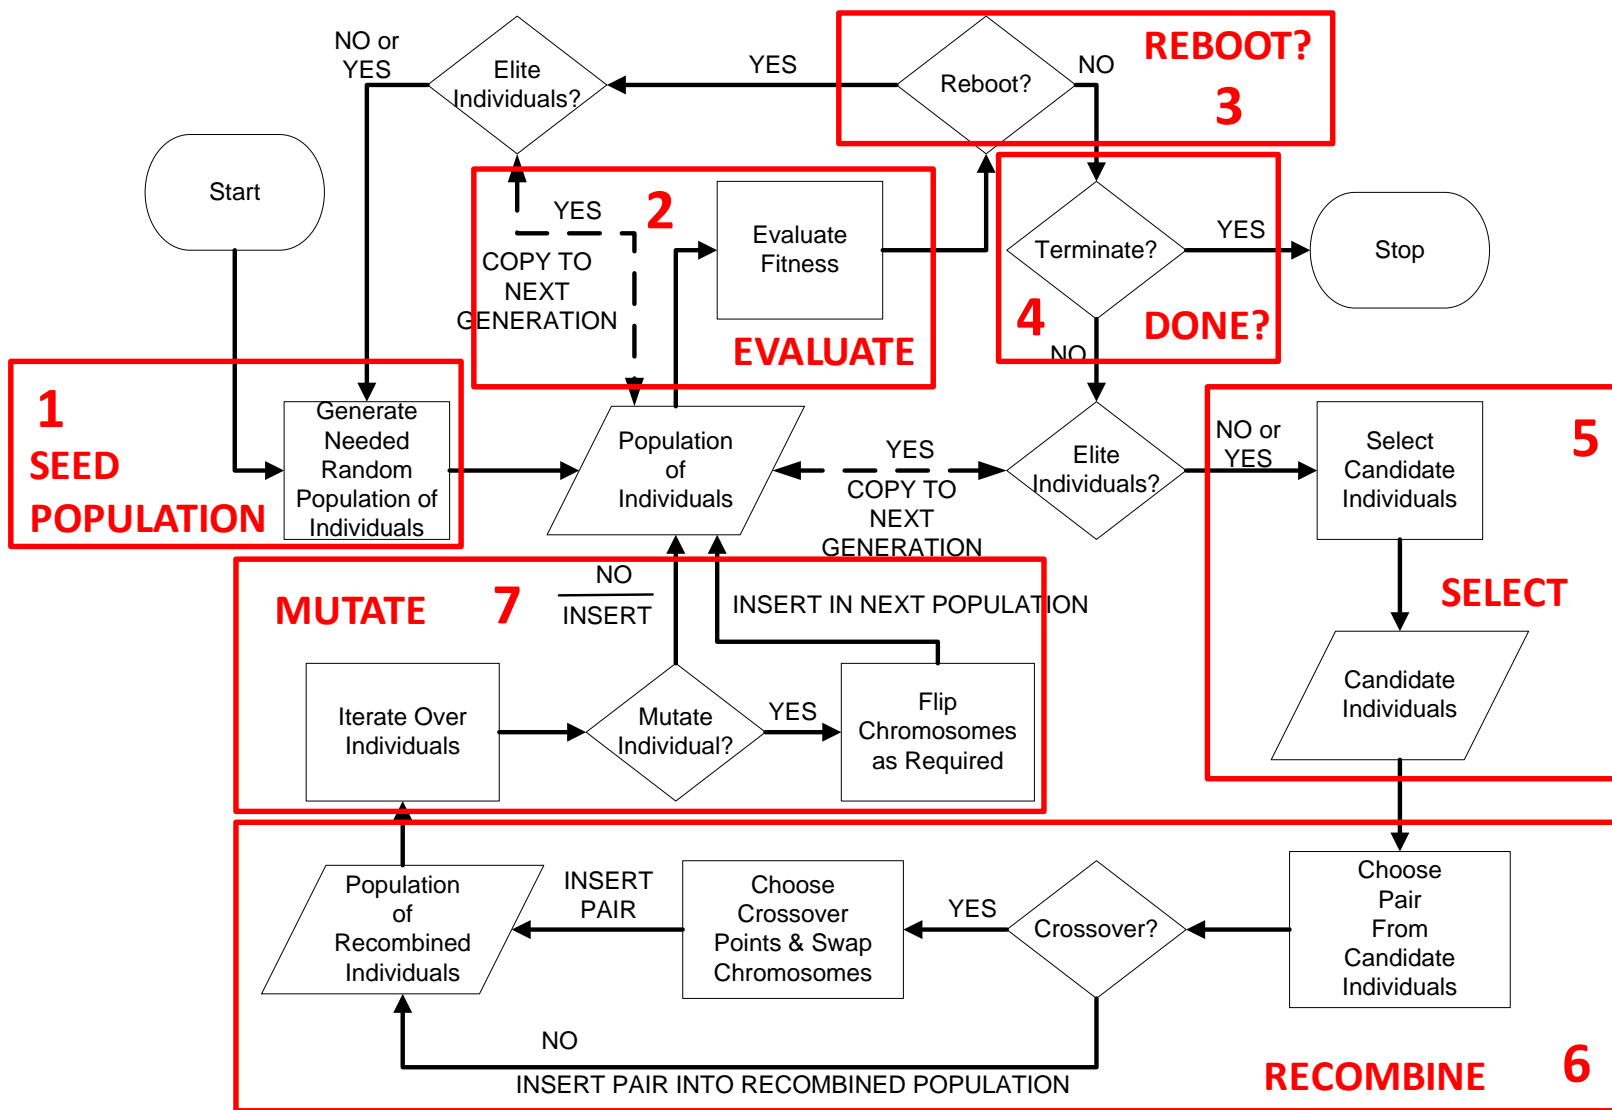 NO or
YES
Elite
Individuals?
YES
Reboot?
NO
REBOOT?
3
Start
YES
COPY TO
NEXT
GENERATION
2
Evaluate
Fitness
EVALUATE
Terminate?
YES
Stop
4
DONE?
NO
1
SEED
POPULATION
Generate
Needed
Random
Population of
Individuals
Population
of
Individuals
YES
COPY TO
NEXT
GENERATION
Elite
Individuals?
NO or
YES
Select
Candidate
Individuals
5
SELECT
Candidate
Individuals
MUTATE
7
NO
INSERT
INSERT IN NEXT POPULATION
Iterate Over
Individuals
Mutate
Individual?
YES
Flip
Chromosomes
as Required
Population
of
Recombined
Individuals
INSERT
PAIR
Choose
Crossover
Points & Swap
Chromosomes
YES
Crossover?
Choose
Pair
From
Candidate
Individuals
NO
INSERT PAIR INTO RECOMBINED POPULATION
RECOMBINE
6